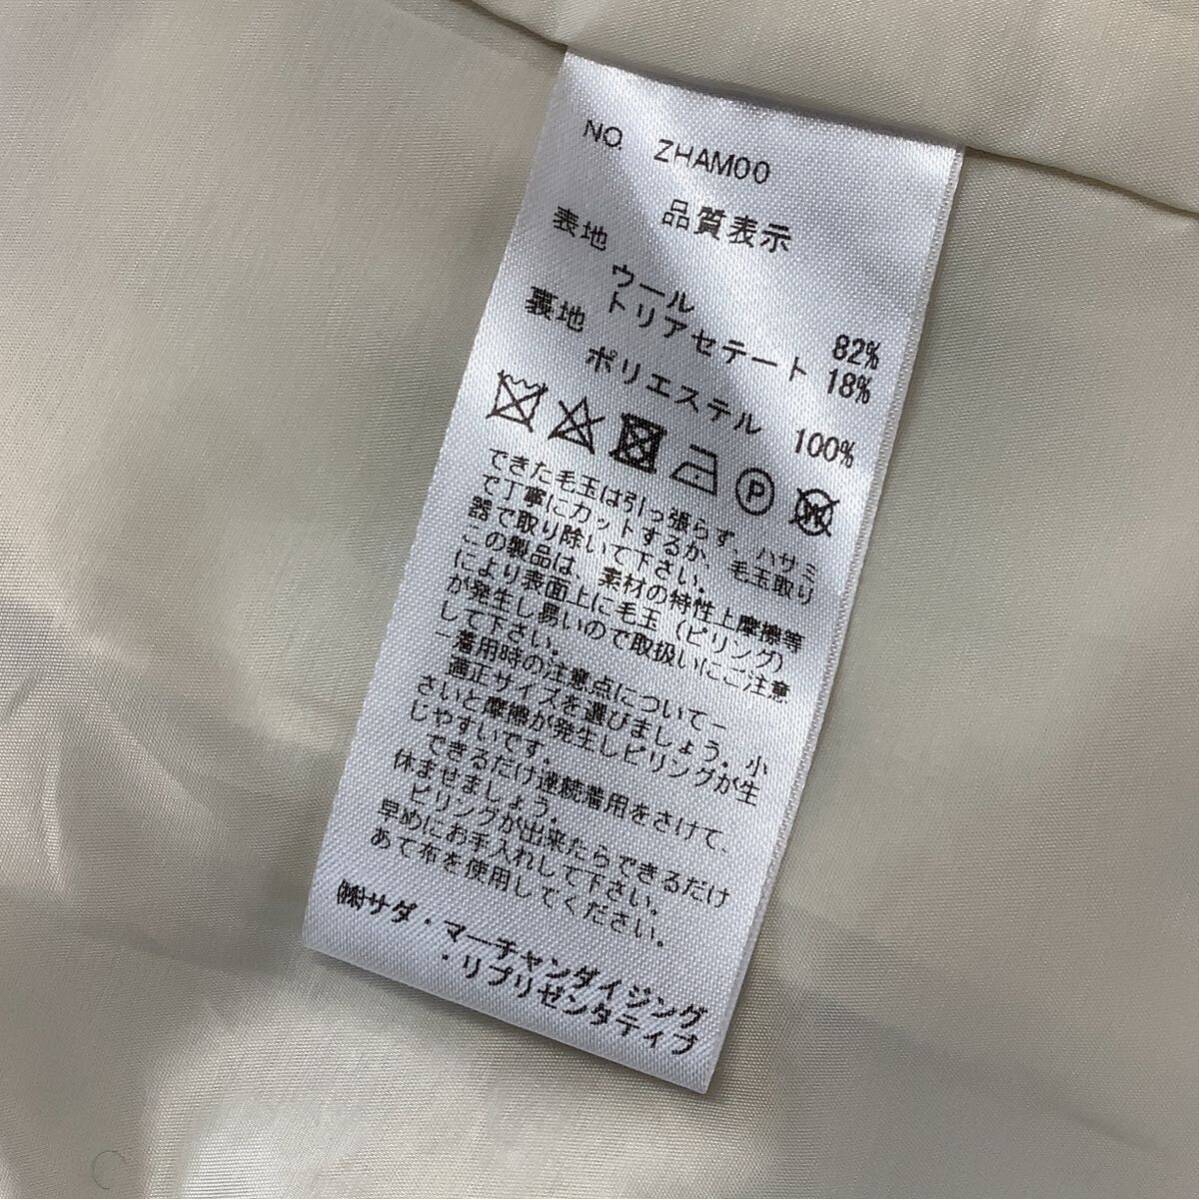 NO. ZHAM00
品質表示
表地
ウール 82%
トリアセテート 18%
裏地
ポリエステル 100%
P
W
できた毛玉は引っ張らず、ハサミ
で丁寧にカットするか、毛玉取り
器で取り除いて下さい。
この製品は、素材の特性上摩擦等
により表面上に毛玉(ピリング)
が発生し易いので取扱いにご注意
して下さい。
−着用時の注意点について−
適正サイズを選びましょう。小
さいと摩擦が発生しピリングが生
じやすいです。
できるだけ連続着用をさけて、
休ませましょう。
ピリングが出来たらできるだけ
早めにお手入れして下さい。
あて布を使用してください。
㈱サダ・マーチャンダイジング
・リプリゼンタティブ